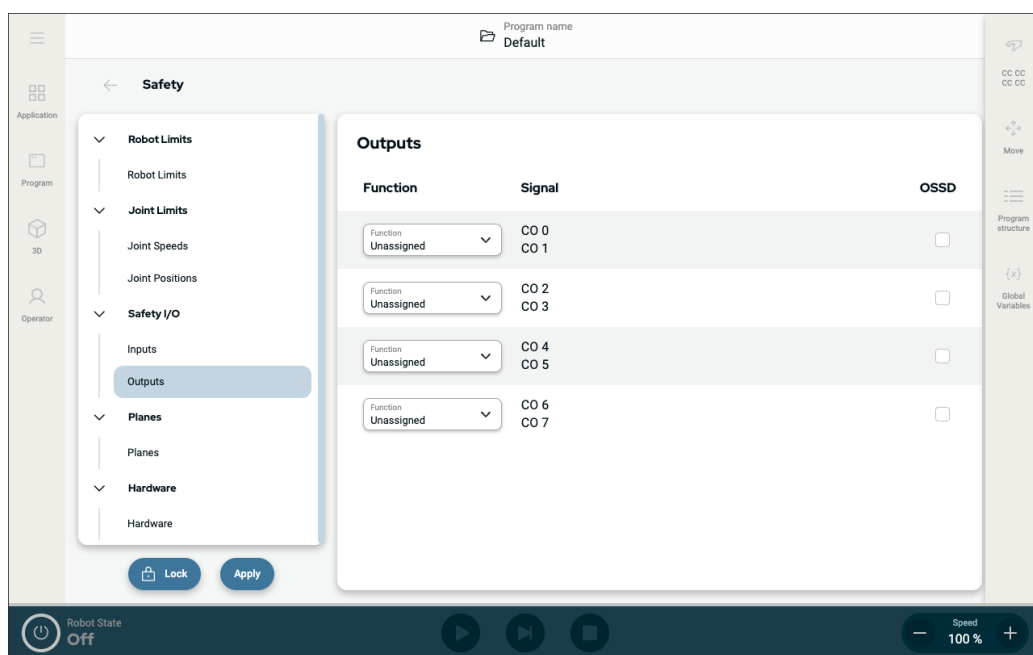 Program name
Default
Application
Program
3D
Operator
Safety
Robot Limits
Robot Limits
Joint Limits
Joint Speeds
Joint Positions
Safety I/O
Inputs
Outputs
Planes
Planes
Hardware
Hardware
Lock
Apply
Outputs
Function
Signal
OSSD
Function
Unassigned
CO 0
CO 1
Function
Unassigned
CO 2
CO 3
Function
Unassigned
CO 4
CO 5
Function
Unassigned
CO 6
CO 7
CC CC
CC CC
Move
Program
structure
{x}
Global
Variables
Robot State
Off
Speed
100 %